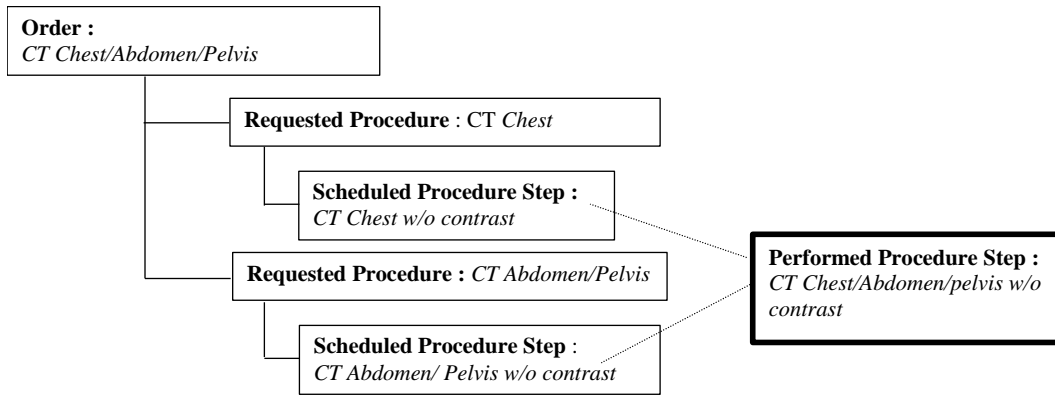 Order :
CT Chest/Abdomen/Pelvis
Requested Procedure : CT Chest
Scheduled Procedure Step :
CT Chest w/o contrast
Requested Procedure : CT Abdomen/Pelvis
Scheduled Procedure Step :
CT Abdomen/ Pelvis w/o contrast
Performed Procedure Step :
CT Chest/Abdomen/pelvis w/o
contrast